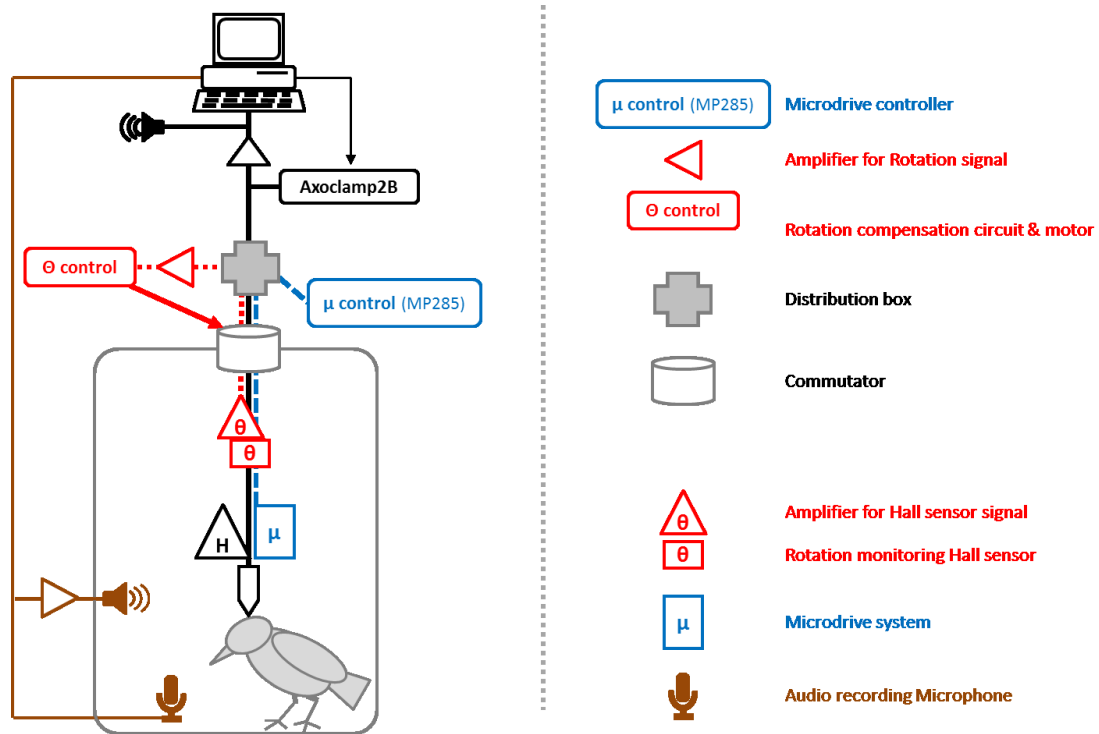 Axoclamp2B
Θ control
μ control (MP285)
θ
θ
H
μ
μ control (MP285) Microdrive controller
Amplifier for Rotation signal
Θ control
Rotation compensation circuit & motor
Distribution box
Commutator
θ Amplifier for Hall sensor signal
θ Rotation monitoring Hall sensor
μ Microdrive system
Audio recording Microphone